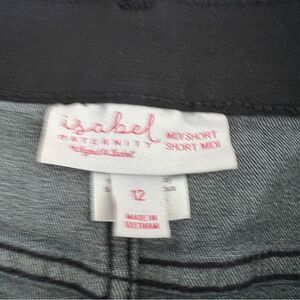 isabel
MATERNITY
MIDI/SHORT
SHORT MIDI
12
MADE IN
VIETNAM